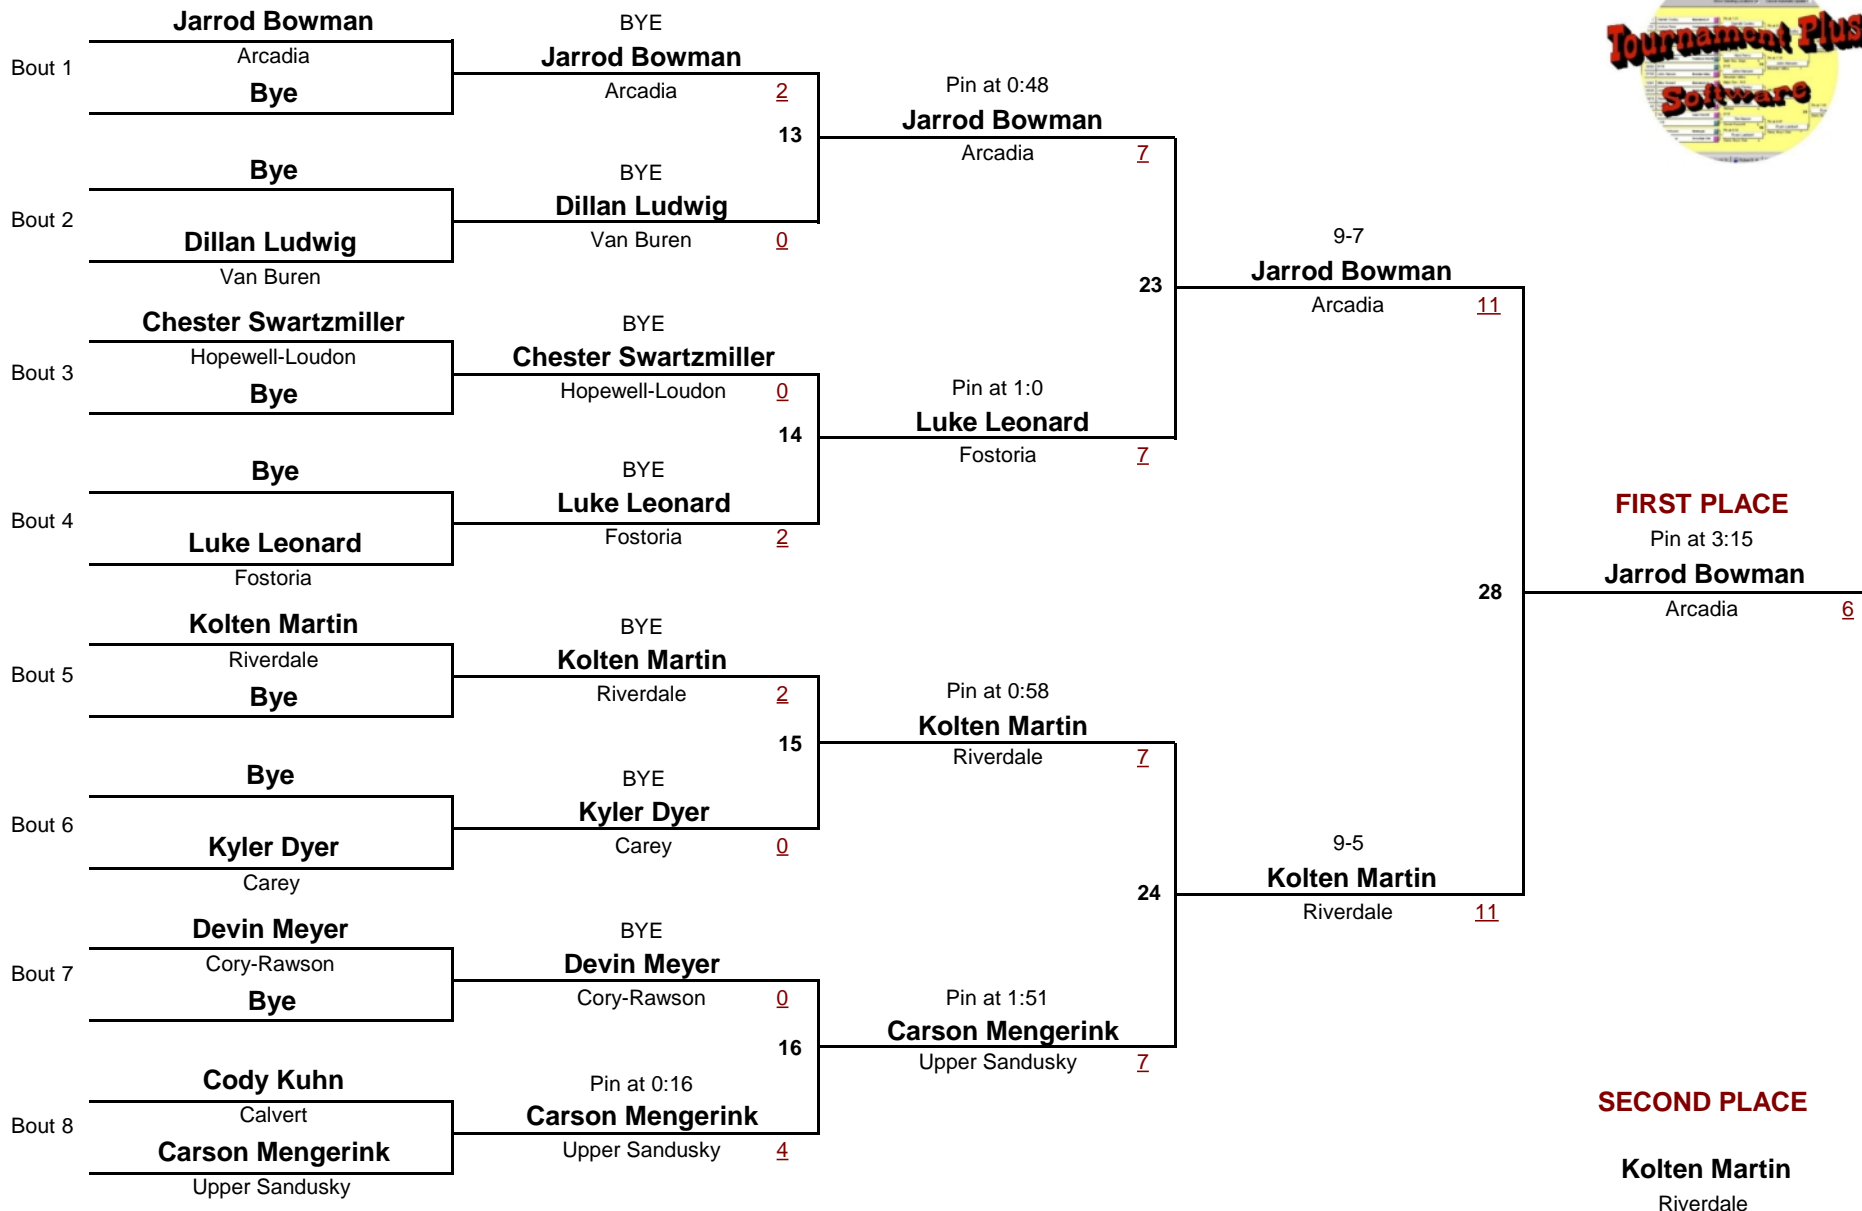 Jarrod Bowman
Arcadia
Bout 1
Bye
Bye
Bout 2
Dillan Ludwig
Van Buren
Chester Swartzmiller
Hopewell-Loudon
Bout 3
Bye
Bye
Bout 4
Luke Leonard
Fostoria
Kolten Martin
Riverdale
Bout 5
Bye
Bye
Bout 6
Kyler Dyer
Carey
Devin Meyer
Cory-Rawson
Bout 7
Bye
Cody Kuhn
Calvert
Bout 8
Carson Mengerink
Upper Sandusky
BYE
Jarrod Bowman
Arcadia 2
13
BYE
Dillan Ludwig
Van Buren 0
BYE
Chester Swartzmiller
Hopewell-Loudon 0
14
BYE
Luke Leonard
Fostoria 2
BYE
Kolten Martin
Riverdale 2
15
BYE
Kyler Dyer
Carey 0
BYE
Devin Meyer
Cory-Rawson 0
16
Pin at 0:16
Carson Mengerink
Upper Sandusky 4
Pin at 0:48
Jarrod Bowman
Arcadia 7
23
Pin at 1:0
Luke Leonard
Fostoria 7
Pin at 0:58
Kolten Martin
Riverdale 7
24
Pin at 1:51
Carson Mengerink
Upper Sandusky 7
9-7
Jarrod Bowman
Arcadia 11
28
9-5
Kolten Martin
Riverdale 11
Tournament Plus
Software
FIRST PLACE
Pin at 3:15
Jarrod Bowman
Arcadia 6
SECOND PLACE
Kolten Martin
Riverdale